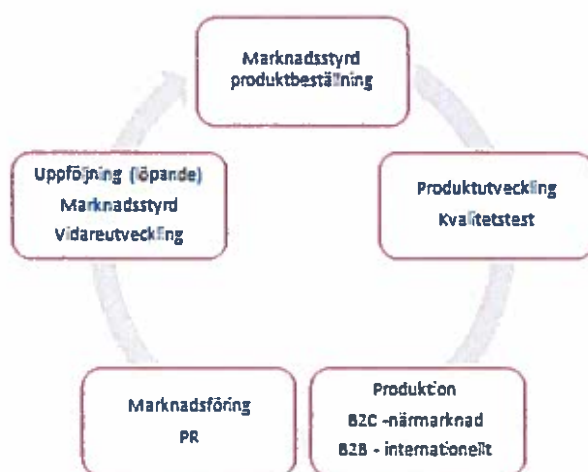 Marknadsstyrd
produktbeställning
Produktutveckling
Kvalitetstest
Produktion
B2C -närmarknad
B2B - internationellt
Marknadsföring
PR
Uppföljning (löpande)
Marknadsstyrd
Vidareutveckling